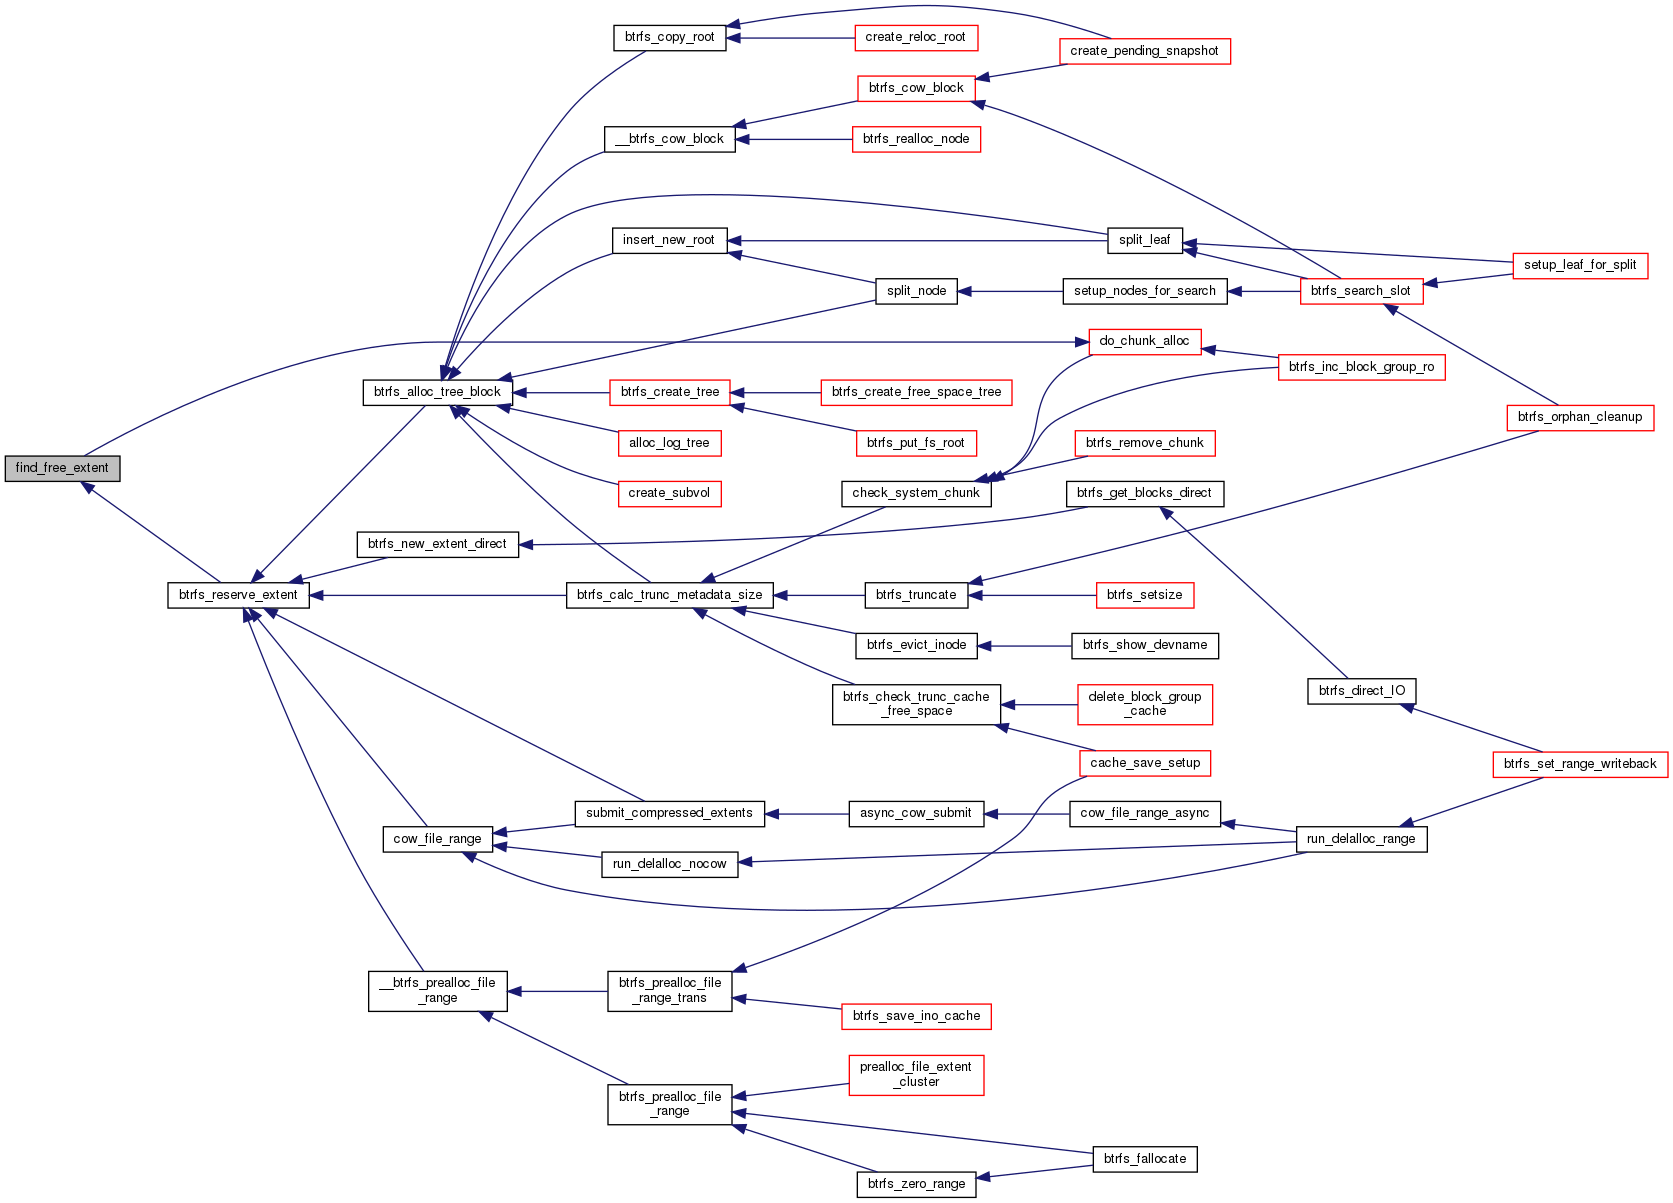 btrfs_copy_root
create_reloc_root
create_pending_snapshot
btrfs_cow_block
__btrfs_cow_block
btrfs_realloc_node
insert_new_root
split_leaf
setup_leaf_for_split
split_node
setup_nodes_for_search
btrfs_search_slot
do_chunk_alloc
btrfs_inc_block_group_ro
btrfs_alloc_tree_block
btrfs_create_tree
btrfs_create_free_space_tree
btrfs_orphan_cleanup
alloc_log_tree
btrfs_put_fs_root
btrfs_remove_chunk
find_free_extent
create_subvol
check_system_chunk
btrfs_get_blocks_direct
btrfs_new_extent_direct
btrfs_reserve_extent
btrfs_calc_trunc_metadata_size
btrfs_truncate
btrfs_setsize
btrfs_evict_inode
btrfs_show_devname
btrfs_check_trunc_cache
_free_space
delete_block_group
_cache
btrfs_direct_IO
cache_save_setup
btrfs_set_range_writeback
submit_compressed_extents
async_cow_submit
cow_file_range_async
cow_file_range
run_delalloc_nocow
run_delalloc_range
__btrfs_prealloc_file
_range
btrfs_prealloc_file
_range_trans
btrfs_save_ino_cache
prealloc_file_extent
_cluster
btrfs_prealloc_file
_range
btrfs_fallocate
btrfs_zero_range